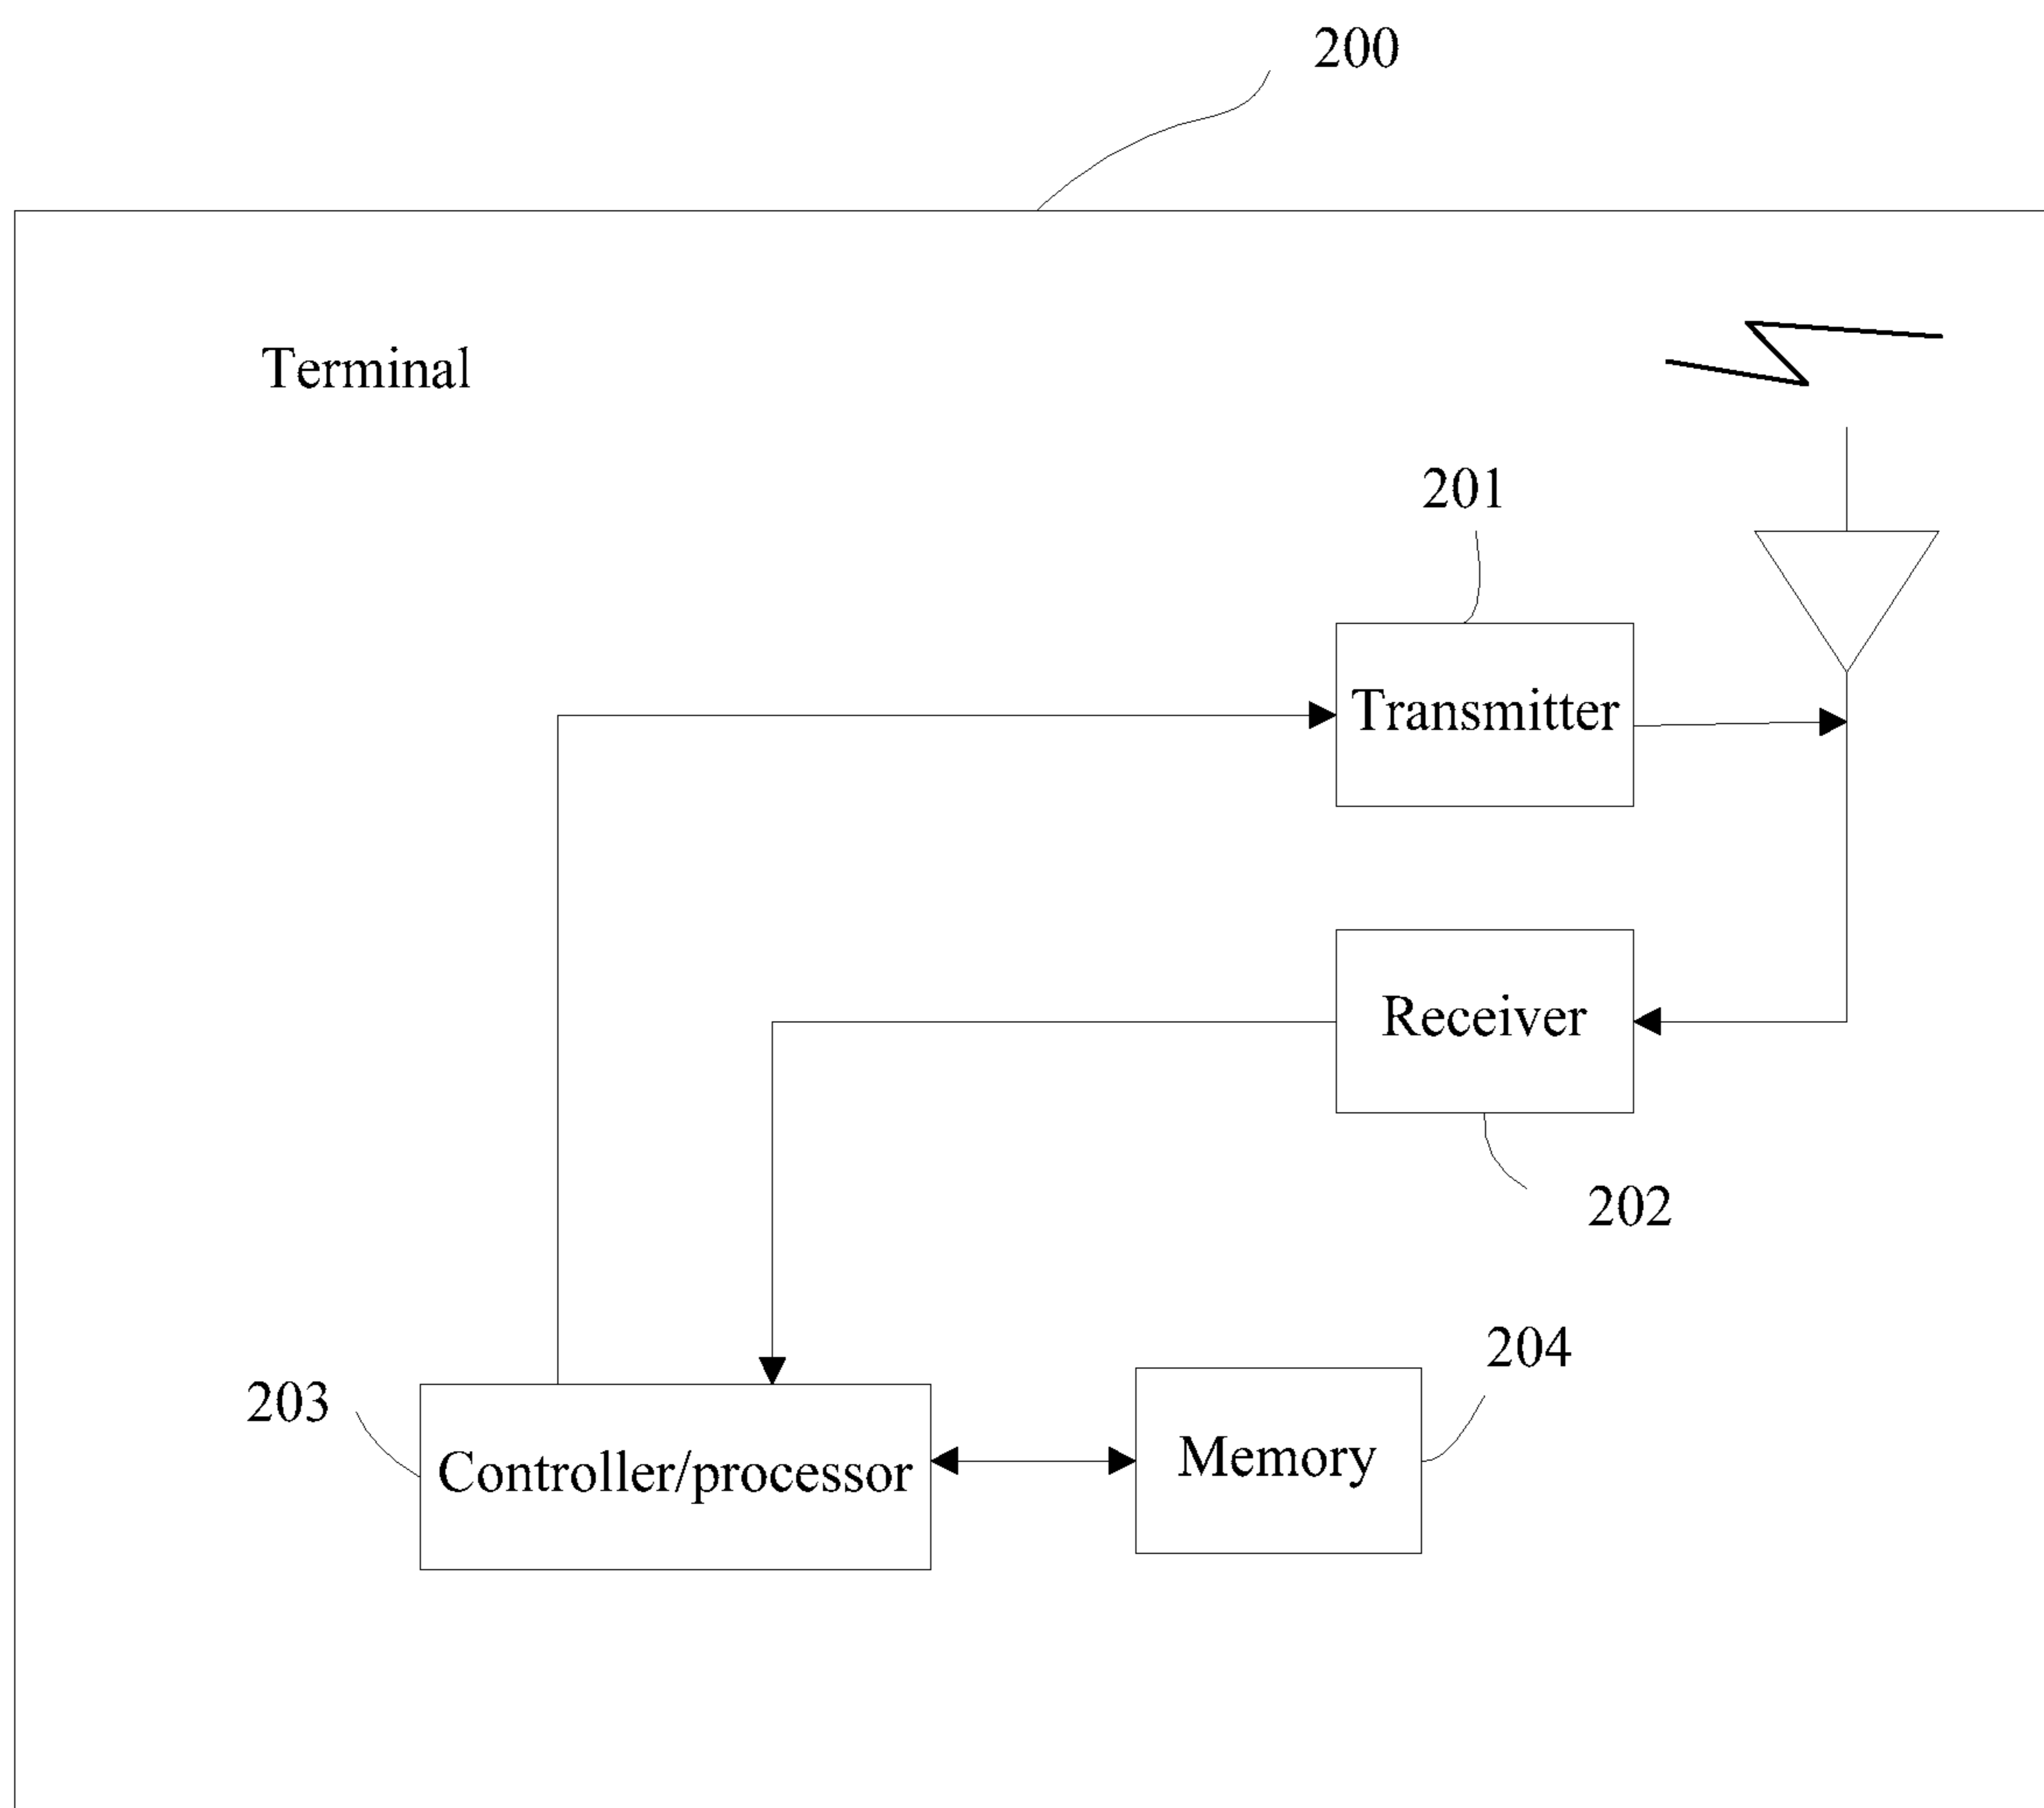 200
Terminal
201
Transmitter
Receiver
202
204
203
Memory
Controller/processor